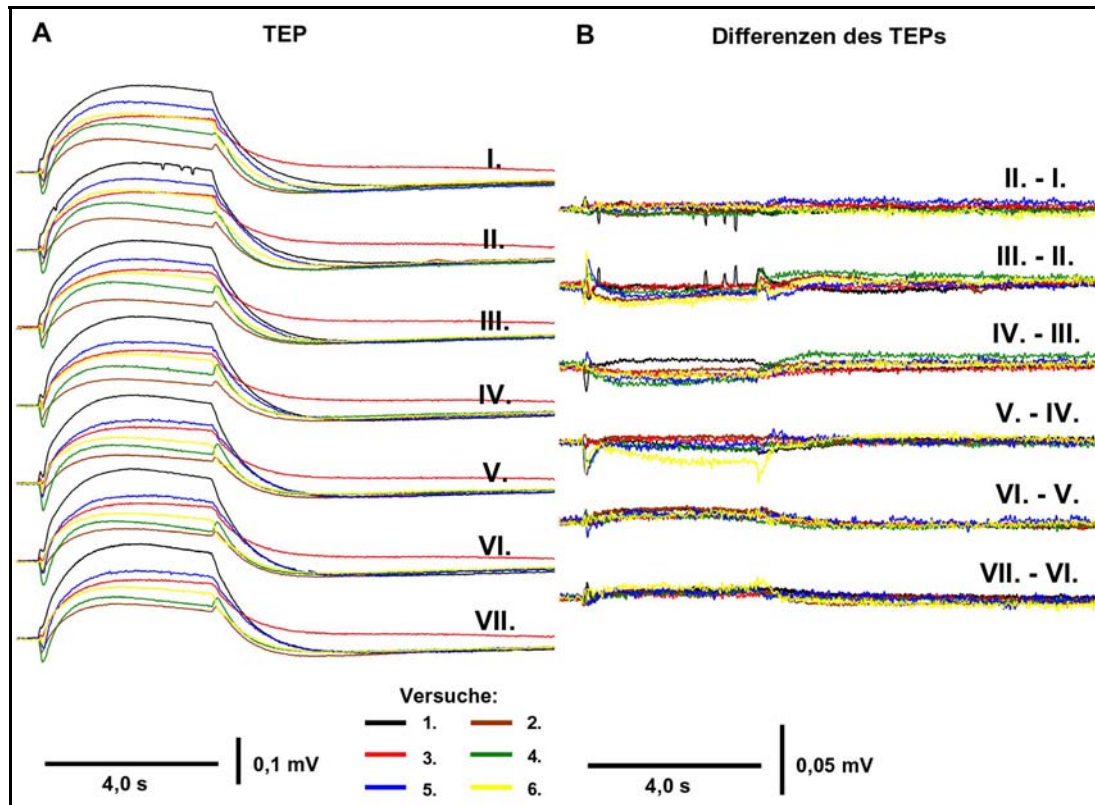 A
TEP
I.
II.
III.
IV.
V.
VI.
VII.
B
Differenzen des TEPs
II. - I.
III. - II.
IV. - III.
V. - IV.
VI. - V.
VII. - VI.
Versuche:
1.
2.
3.
4.
5.
6.
4,0 s
0,1 mV
4,0 s
0,05 mV